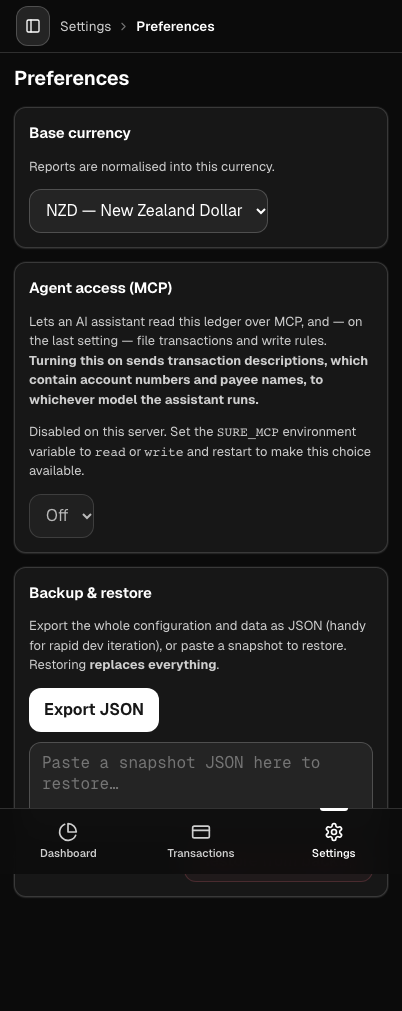 Settings > Preferences
Preferences
Base currency
Reports are normalised into this currency.
NZD — New Zealand Dollar
Agent access (MCP)
Lets an AI assistant read this ledger over MCP, and — on
the last setting — file transactions and write rules.
Turning this on sends transaction descriptions, which
contain account numbers and payee names, to
whichever model the assistant runs.
Disabled on this server. Set the SURE_MCP environment
variable to read or write and restart to make this choice
available.
Off
Backup & restore
Export the whole configuration and data as JSON (handy
for rapid dev iteration), or paste a snapshot to restore.
Restoring replaces everything.
Export JSON
Paste a snapshot JSON here to
restore…
Dashboard
Transactions
Settings